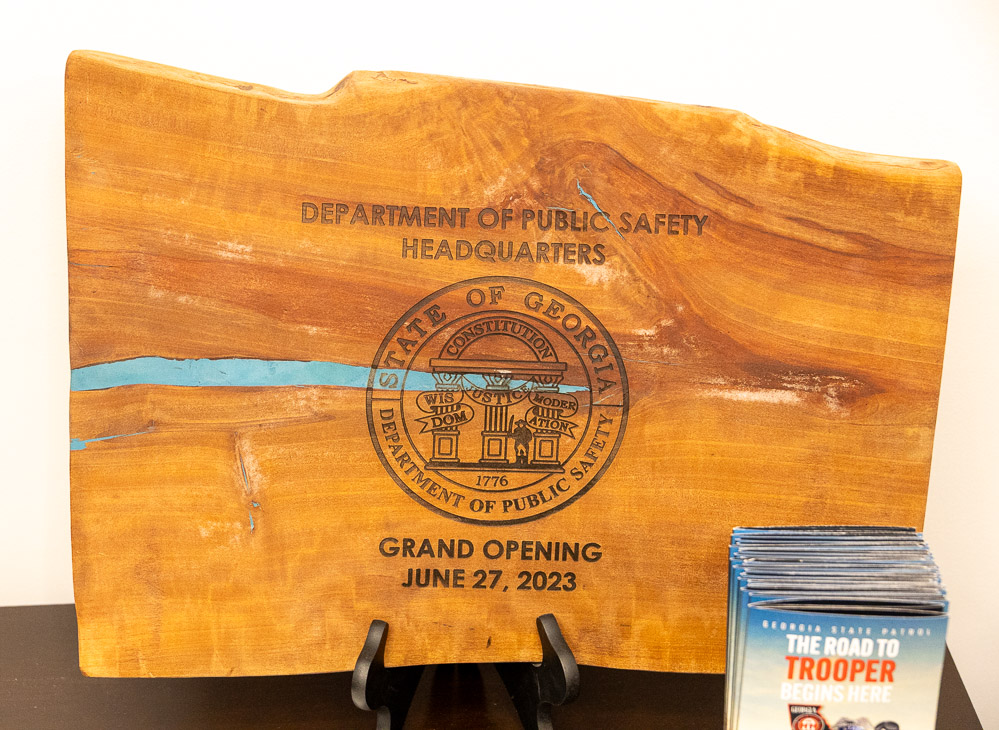 DEPARTMENT OF PUBLIC SAFETY
HEADQUARTERS
STATE OF GEORGIA
CONSTITUTION
JUSTICE
WIS
DOM
MODER
ATION
1776
DEPARTMENT OF PUBLIC SAFETY
GRAND OPENING
JUNE 27, 2023
GEORGIA STATE PATROL
THE ROAD TO
TROOPER
BEGINS HERE
GEORGIA